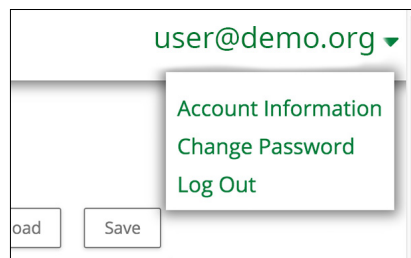 user@demo.org
Account Information
Change Password
Log Out
oad Save